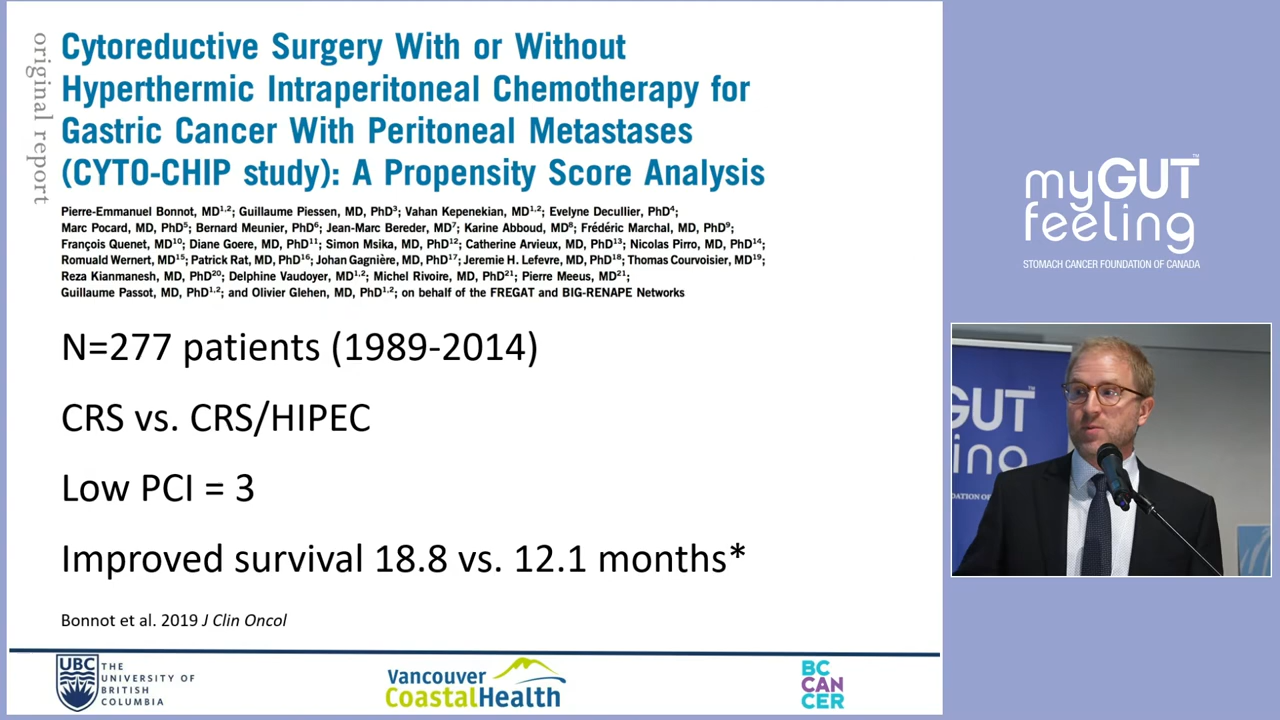 original report
Cytoreductive Surgery With or Without
Hyperthermic Intraperitoneal Chemotherapy for
Gastric Cancer With Peritoneal Metastases
(CYTO-CHIP study): A Propensity Score Analysis
Pierre-Emmanuel Bonnot, MD1,2; Guillaume Piessen, MD, PhD3; Vahan Kepenekian, MD1,2; Evelyne Decullier, PhD4;
Marc Pocard, MD, PhD5; Bernard Meunier, MD, PhD6; Jean-Marc Bereder, MD7; Karine Abboud, MD8; Frédéric Marchal, MD, PhD9;
François Quenet, MD10; Diane Goere, MD, PhD11; Simon Msika, MD, PhD12; Catherine Arvieux, MD, PhD13; Nicolas Pirro, MD, PhD14;
Romuald Wernert, MD15; Patrick Rat, MD, PhD16; Johan Gagnière, MD, PhD17; Jeremie H. Lefevre, MD, PhD18; Thomas Courvoisier, MD19;
Reza Kianmanesh, MD, PhD20; Delphine Vaudoyer, MD1,2; Michel Rivoire, MD, PhD21; Pierre Meeus, MD21;
Guillaume Passot, MD, PhD1,2; and Olivier Glehen, MD, PhD1,2; on behalf of the FREGAT and BIG-RENAPE Networks
N=277 patients (1989-2014)
CRS vs. CRS/HIPEC
Low PCI = 3
Improved survival 18.8 vs. 12.1 months*
Bonnot et al. 2019 J Clin Oncol
UBC
THE
UNIVERSITY OF
BRITISH
COLUMBIA
Vancouver
CoastalHealth
BC
CAN
CER
myGUT™
feeling
STOMACH CANCER FOUNDATION OF CANADA
GUT™
ing
DATION OF